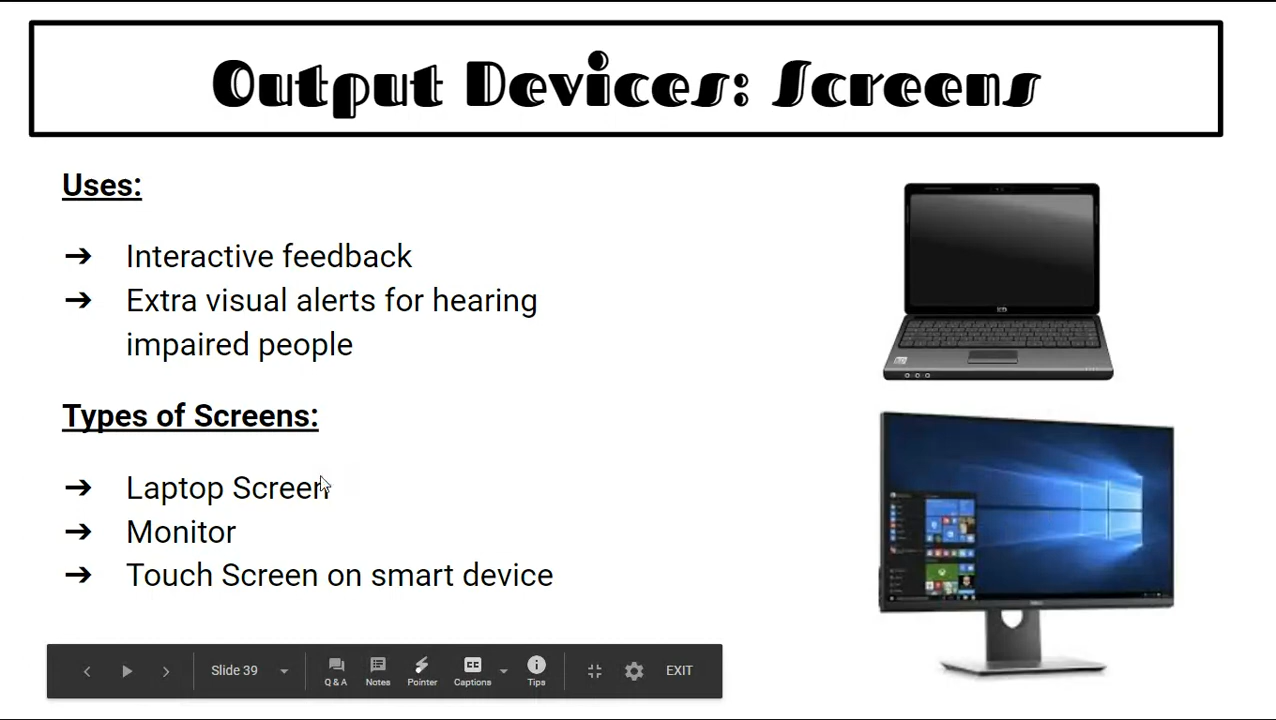 Output Devices: Screens
Uses:
➔ Interactive feedback
➔ Extra visual alerts for hearing
impaired people
Types of Screens:
➔ Laptop Screen
➔ Monitor
➔ Touch Screen on smart device
Slide 39
Q & A
Notes
Pointer
CC
Captions
Tips
EXIT